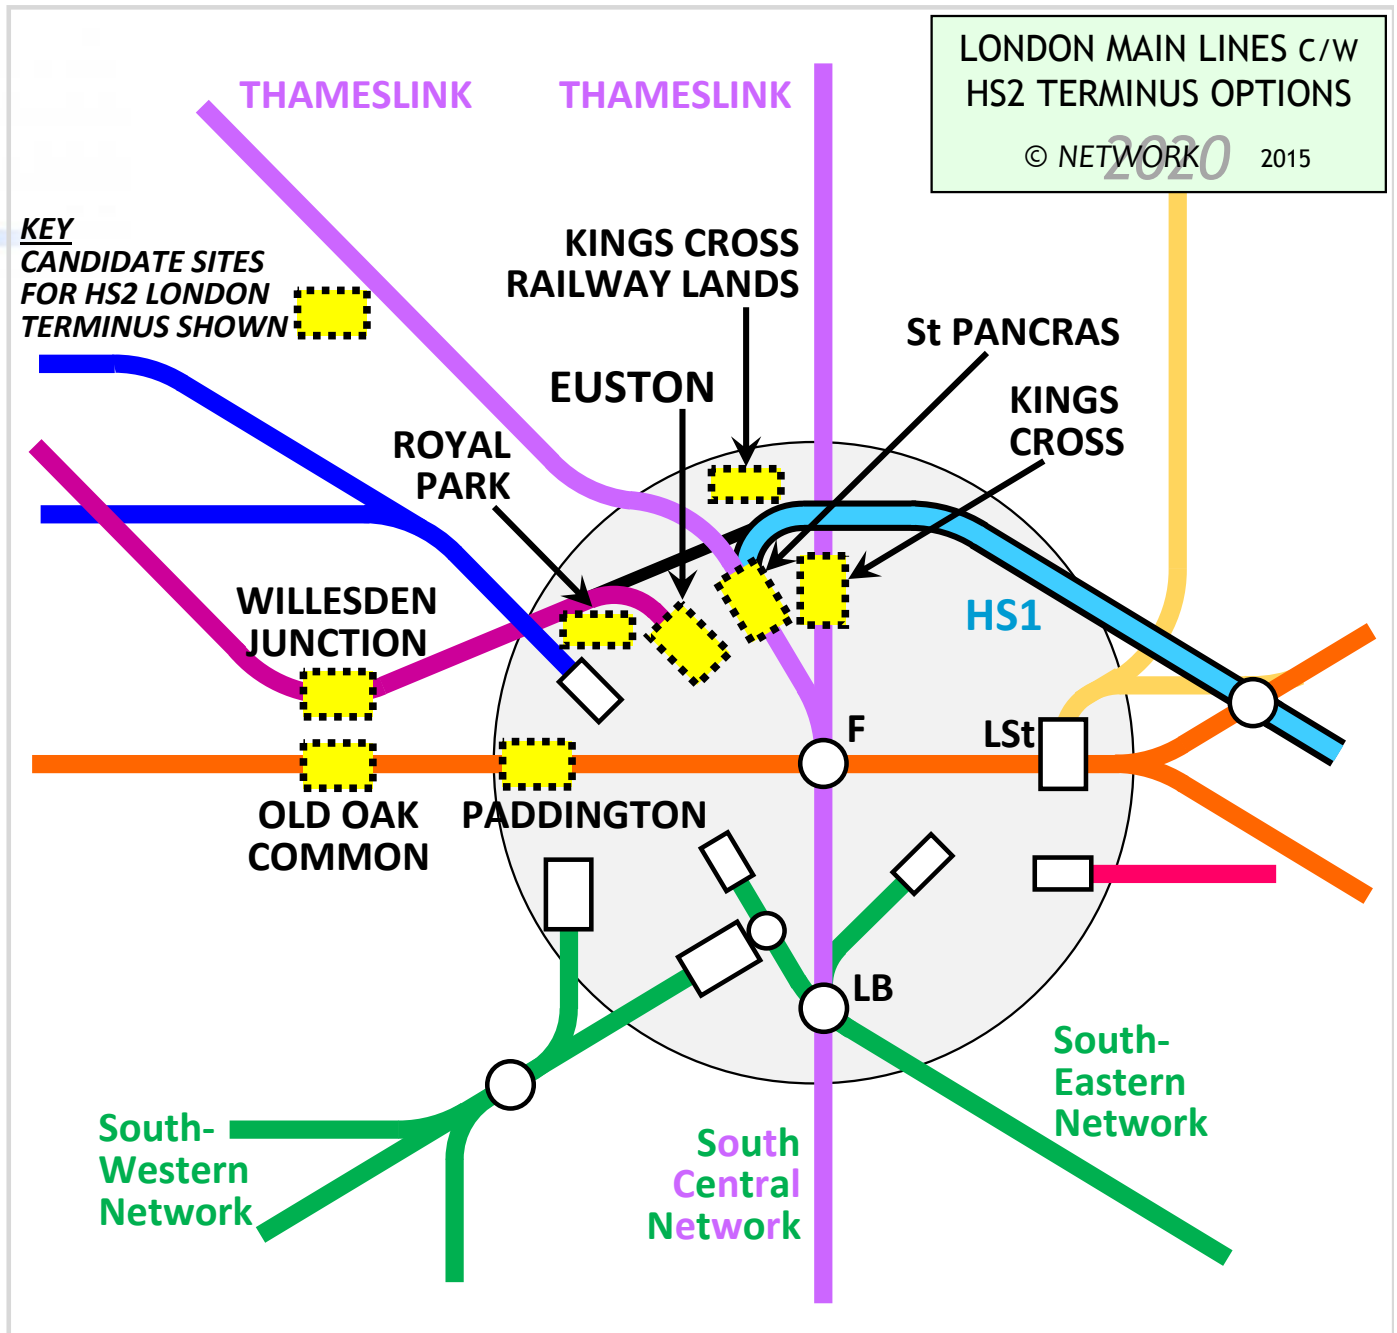 LONDON MAIN LINES C/W
HS2 TERMINUS OPTIONS
© NETWORK 2020 2015
THAMESLINK
THAMESLINK
KEY
CANDIDATE SITES
FOR HS2 LONDON
TERMINUS SHOWN
KINGS CROSS
RAILWAY LANDS
St PANCRAS
EUSTON
KINGS
CROSS
ROYAL
PARK
WILLESDEN
JUNCTION
HS1
F
LSt
OLD OAK
COMMON
PADDINGTON
LB
South-
Eastern
Network
South-
Western
Network
South
Central
Network